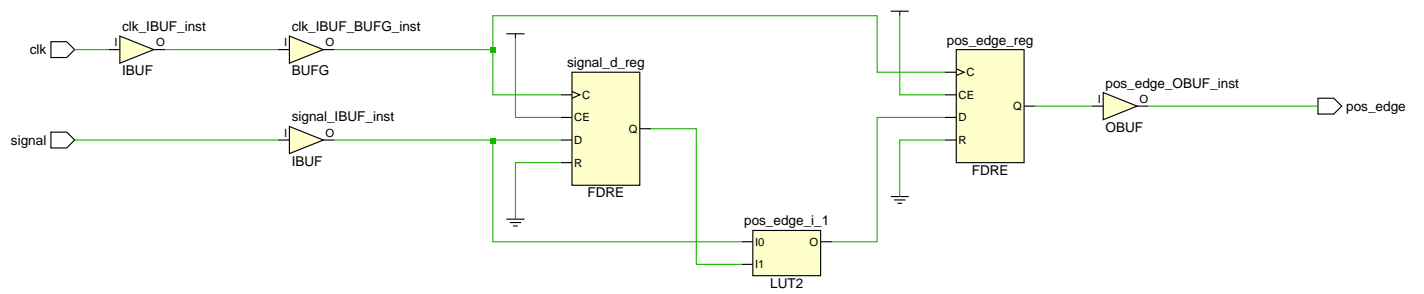 clk
I
clk_IBUF_inst
O
IBUF
I
clk_IBUF_BUFG_inst
O
BUFG
signal
I
signal_IBUF_inst
O
IBUF
signal_d_reg
C
CE
D
R
Q
FDRE
pos_edge_i_1
I0
I1
O
LUT2
pos_edge_reg
C
CE
D
R
Q
FDRE
pos_edge_OBUF_inst
I
O
OBUF
pos_edge